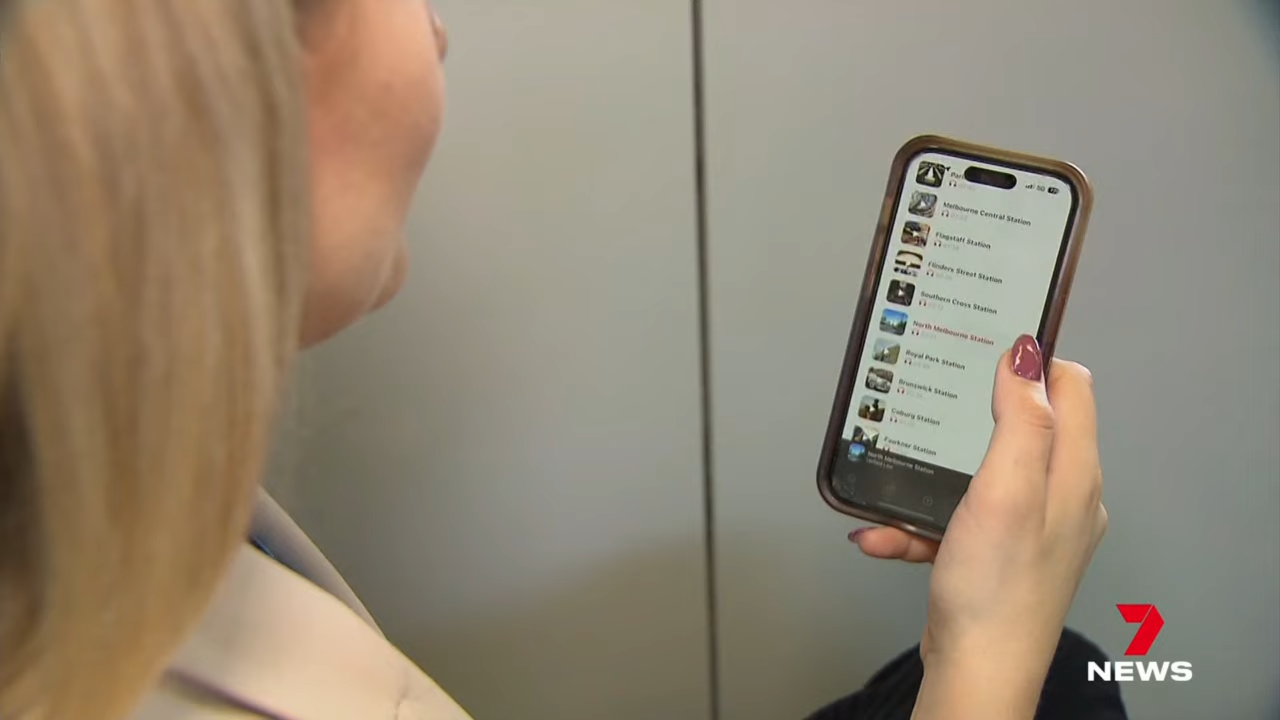 5G
Melbourne Central Station
Flagstaff Station
Flinders Street Station
Southern Cross Station
North Melbourne Station
Royal Park Station
Brunswick Station
Coburg Station
Fawkner Station
North Melbourne Station
7
NEWS